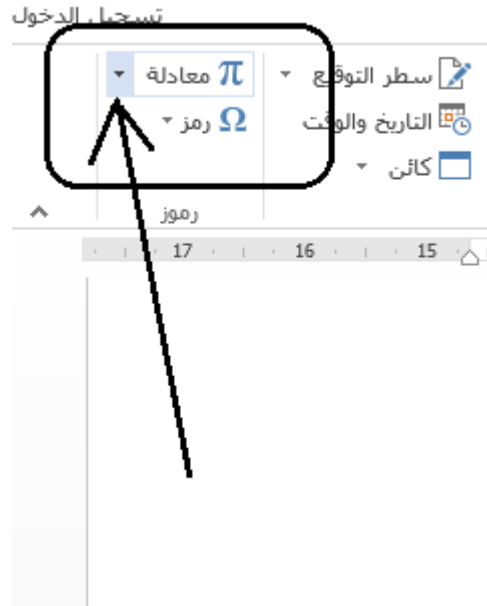 تسجيل الدخول
سطر التوقيع
π معادلة
التاريخ والوقت
Ω رمز
كائن
رموز
15 16 17